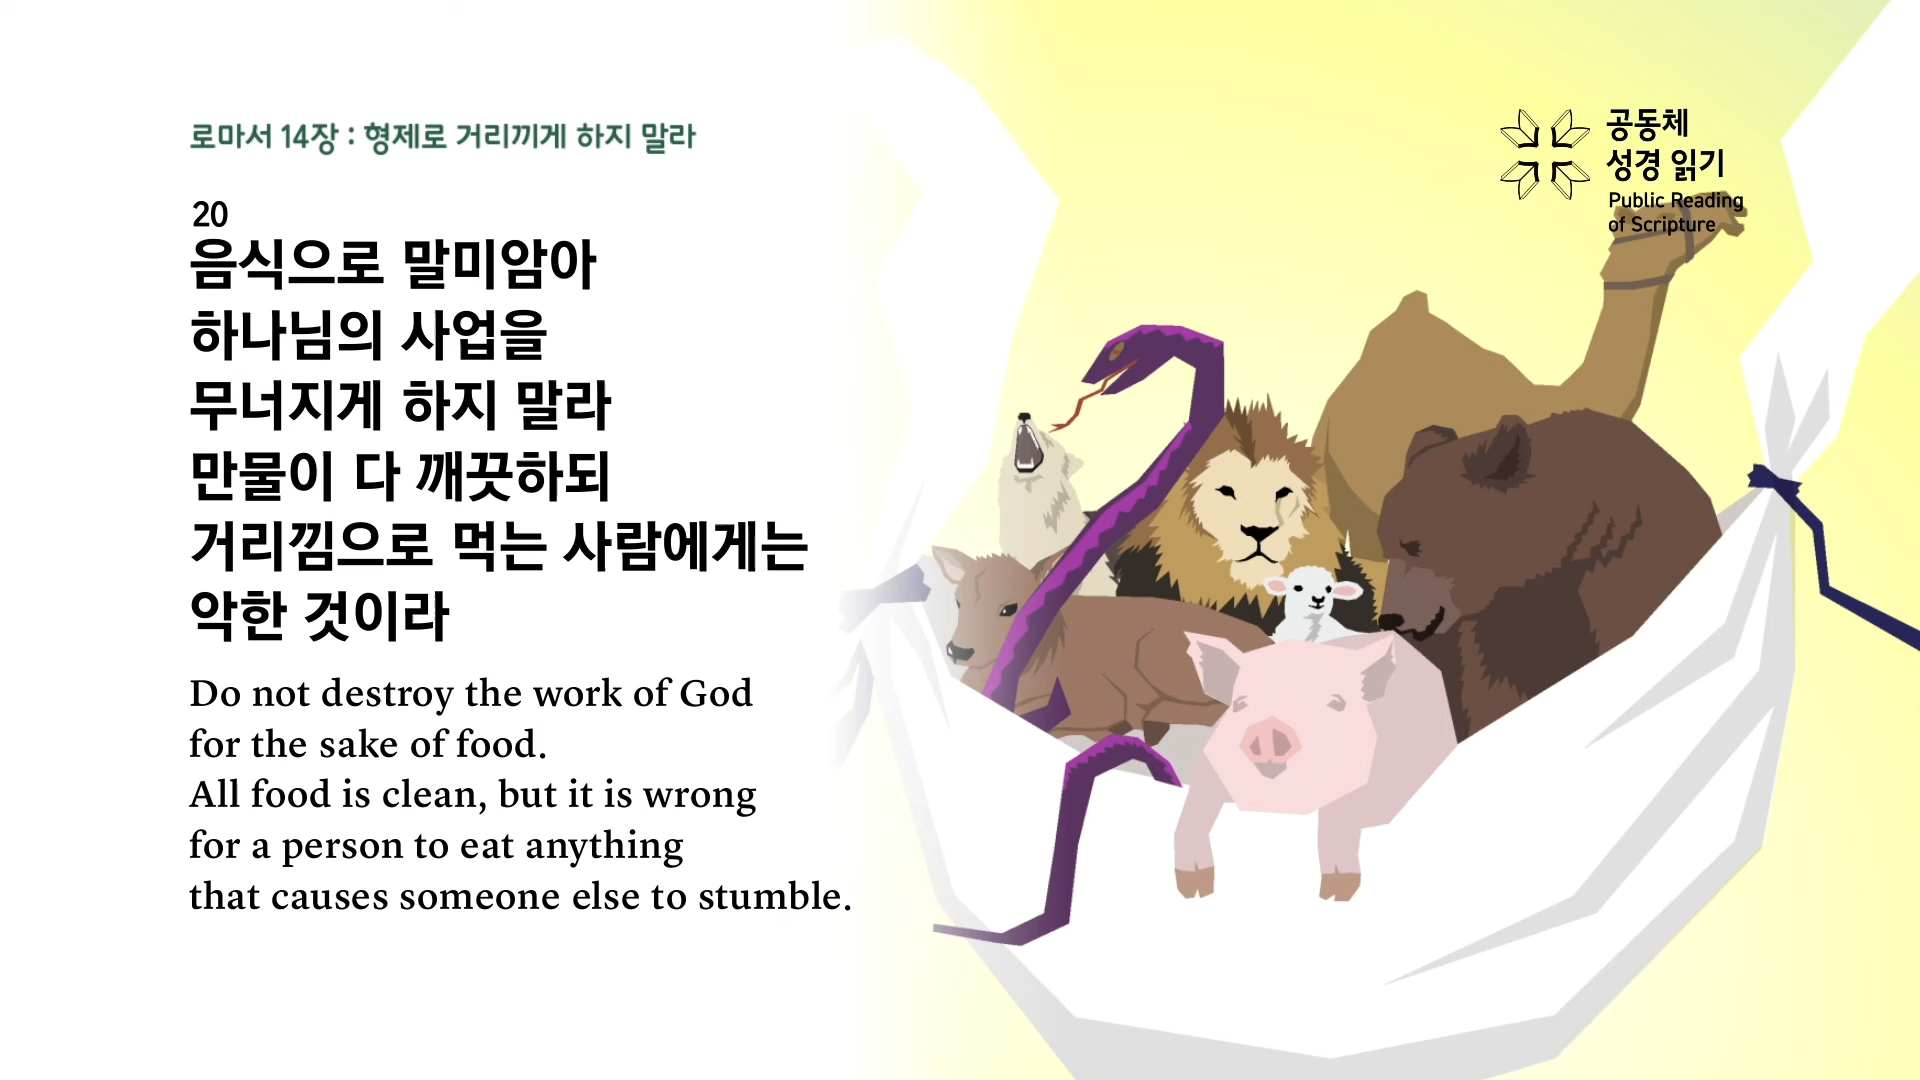 로마서 14장 : 형제로 거리끼게 하지 말라
20
음식으로 말미암아
하나님의 사업을
무너지게 하지 말라
만물이 다 깨끗하되
거리낌으로 먹는 사람에게는
악한 것이라
Do not destroy the work of God
for the sake of food.
All food is clean, but it is wrong
for a person to eat anything
that causes someone else to stumble.
공동체
성경 읽기
Public Reading
of Scripture